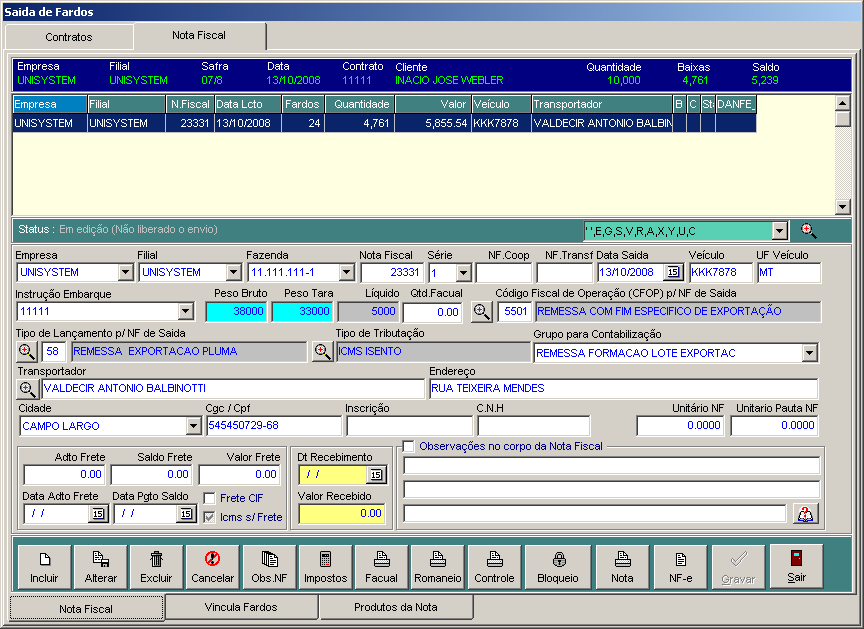 Saida de Fardos
Contratos Nota Fiscal
Empresa Filial Safra Data Contrato Cliente Quantidade Baixas Saldo
UNISYSTEM UNISYSTEM 07/8 13/10/2008 11111 INACIO JOSE WEBLER 10,000 4,761 5,239
Empresa Filial N.Fiscal Data Lcto Fardos Quantidade Valor Veículo Transportador B C St DANFE_
UNISYSTEM UNISYSTEM 23331 13/10/2008 24 4,761 5,855.54 KKK7878 VALDECIR ANTONIO BALBIN
Status : Em edição (Não liberado o envio) ' ',E,G,S,V,R,A,X,Y,U,C
Empresa Filial Fazenda Nota Fiscal Série NF.Coop NF.Transf Data Saida Veículo UF Veículo
UNISYSTEM UNISYSTEM 11.111.111-1 23331 1 13/10/2008 15 KKK7878 MT
Instrução Embarque Peso Bruto Peso Tara Líquido Qtd.Facual Código Fiscal de Operação (CFOP) p/ NF de Saida
11111 38000 33000 5000 0.00 5501 REMESSA COM FIM ESPECIFICO DE EXPORTAÇÃO
Tipo de Lançamento p/ NF de Saida Tipo de Tributação Grupo para Contabilização
58 REMESSA EXPORTACAO PLUMA ICMS ISENTO REMESSA FORMACAO LOTE EXPORTAC
Transportador Endereço
VALDECIR ANTONIO BALBINOTTI RUA TEIXEIRA MENDES
Cidade Cgc / Cpf Inscrição C.N.H Unitário NF Unitario Pauta NF
CAMPO LARGO 545450729-68 0.0000 0.0000
Adto Frete Saldo Frete Valor Frete Dt Recebimento Observações no corpo da Nota Fiscal
0.00 0.00 0.00 / / 15
Data Adto Frete Data Pgto Saldo Frete CIF Valor Recebido
/ / 15 / / 15 Icms s/ Frete 0.00
Incluir Alterar Excluir Cancelar Obs.NF Impostos Facual Romaneio Controle Bloqueio Nota NF-e Gravar Sair
Nota Fiscal Vincula Fardos Produtos da Nota